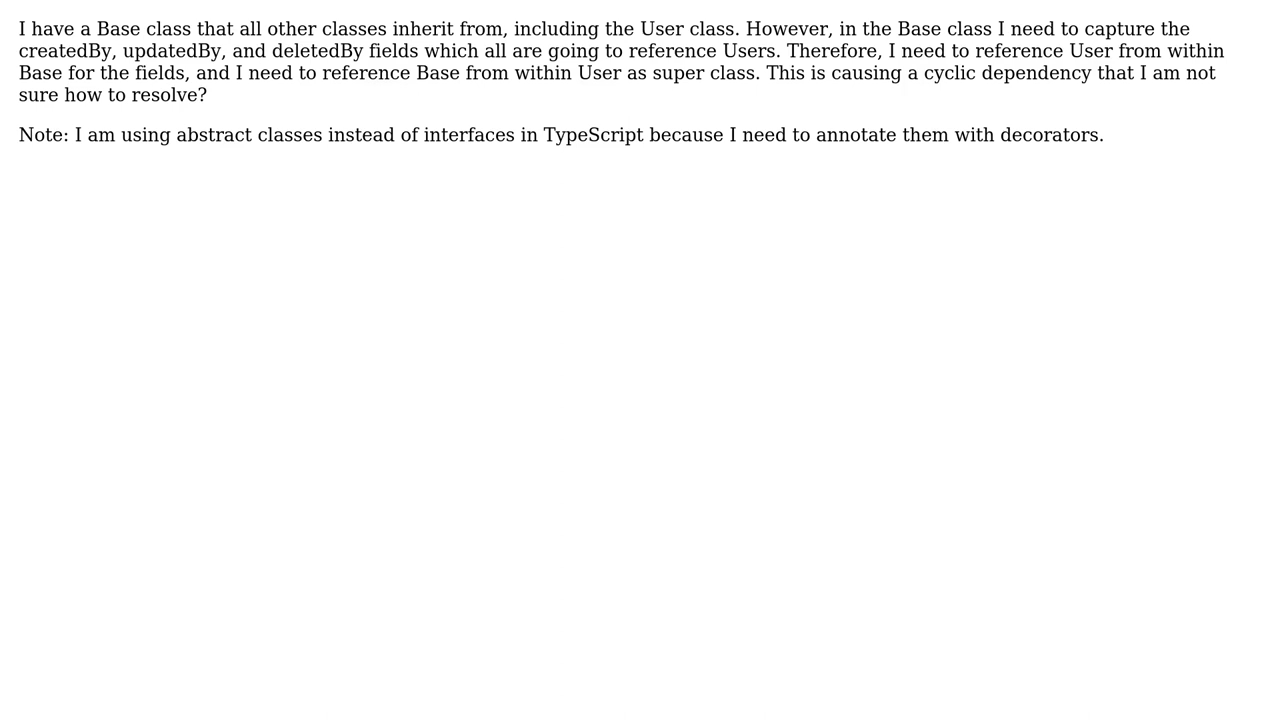 I have a Base class that all other classes inherit from, including the User class. However, in the Base class I need to capture the
createdBy, updatedBy, and deletedBy fields which all are going to reference Users. Therefore, I need to reference User from within
Base for the fields, and I need to reference Base from within User as super class. This is causing a cyclic dependency that I am not
sure how to resolve?
Note: I am using abstract classes instead of interfaces in TypeScript because I need to annotate them with decorators.